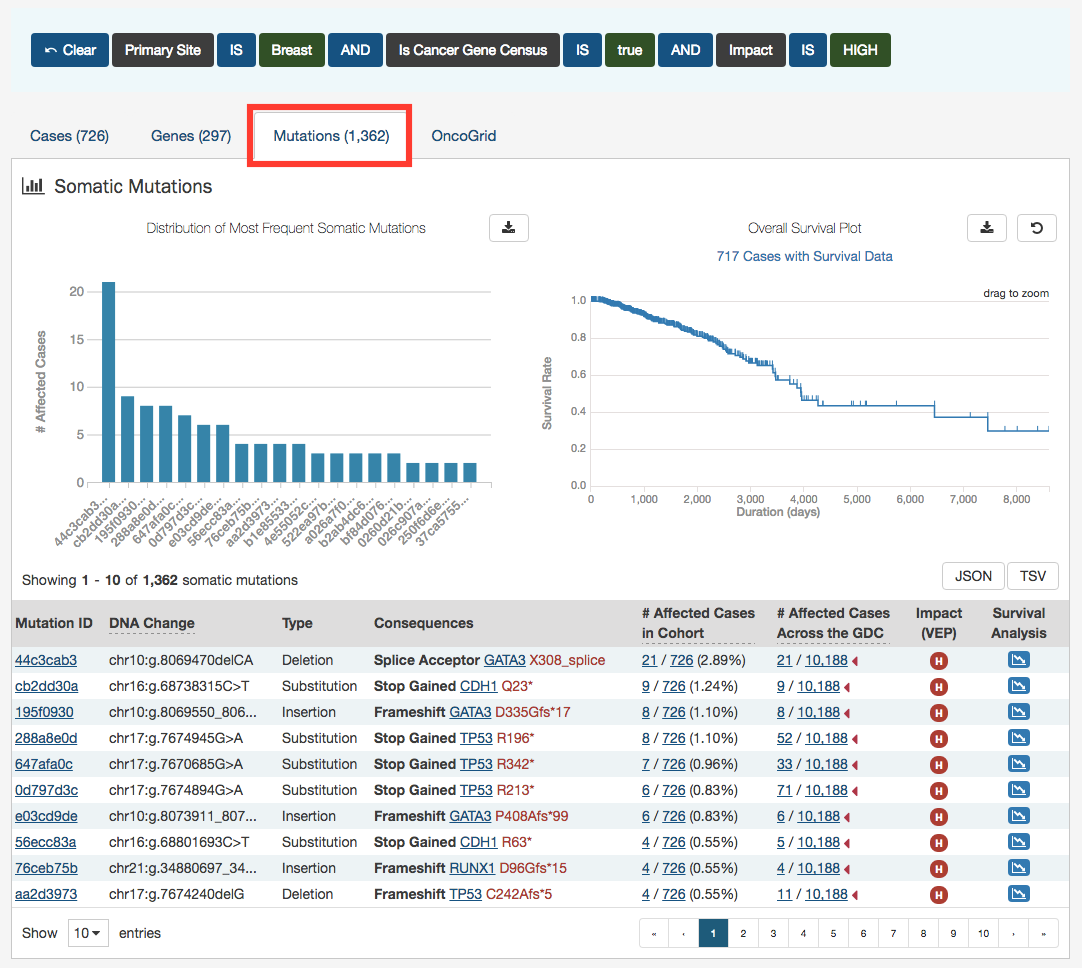 Clear Primary Site IS Breast AND Is Cancer Gene Census IS true AND Impact IS HIGH
Cases (726) Genes (297) Mutations (1,362) OncoGrid
Somatic Mutations
Distribution of Most Frequent Somatic Mutations
Overall Survival Plot
717 Cases with Survival Data
drag to zoom
# Affected Cases
20
15
10
5
0
44c3cab3...
cb2dd30a...
195f0930...
288a8e0d...
647afa0c...
0d797d3c...
e03cd9de...
56ecc83a...
76ceb75b...
aa2d3973...
b1e85533...
4e55052c...
522ea97b...
a026a7f0...
b2ab4dc6...
bf84d076...
0260d21b...
026c907a...
250f6d6e...
37ca5755...
Survival Rate
1.0
0.8
0.6
0.4
0.2
0.0
0 1,000 2,000 3,000 4,000 5,000 6,000 7,000 8,000
Duration (days)
Showing 1 - 10 of 1,362 somatic mutations
JSON TSV
Mutation ID DNA Change Type Consequences # Affected Cases in Cohort # Affected Cases Across the GDC Impact (VEP) Survival Analysis
44c3cab3 chr10:g.8069470delCA Deletion Splice Acceptor GATA3 X308_splice 21 / 726 (2.89%) 21 / 10,188 H
cb2dd30a chr16:g.68738315C>T Substitution Stop Gained CDH1 Q23* 9 / 726 (1.24%) 9 / 10,188 H
195f0930 chr10:g.8069550_806... Insertion Frameshift GATA3 D335Gfs*17 8 / 726 (1.10%) 8 / 10,188 H
288a8e0d chr17:g.7674945G>A Substitution Stop Gained TP53 R196* 8 / 726 (1.10%) 52 / 10,188 H
647afa0c chr17:g.7670685G>A Substitution Stop Gained TP53 R342* 7 / 726 (0.96%) 33 / 10,188 H
0d797d3c chr17:g.7674894G>A Substitution Stop Gained TP53 R213* 6 / 726 (0.83%) 71 / 10,188 H
e03cd9de chr10:g.8073911_807... Insertion Frameshift GATA3 P408Afs*99 6 / 726 (0.83%) 6 / 10,188 H
56ecc83a chr16:g.68801693C>T Substitution Stop Gained CDH1 R63* 4 / 726 (0.55%) 5 / 10,188 H
76ceb75b chr21:g.34880697_34... Insertion Frameshift RUNX1 D96Gfs*15 4 / 726 (0.55%) 4 / 10,188 H
aa2d3973 chr17:g.7674240delG Deletion Frameshift TP53 C242Afs*5 4 / 726 (0.55%) 11 / 10,188 H
Show 10 entries
« ‹ 1 2 3 4 5 6 7 8 9 10 › »